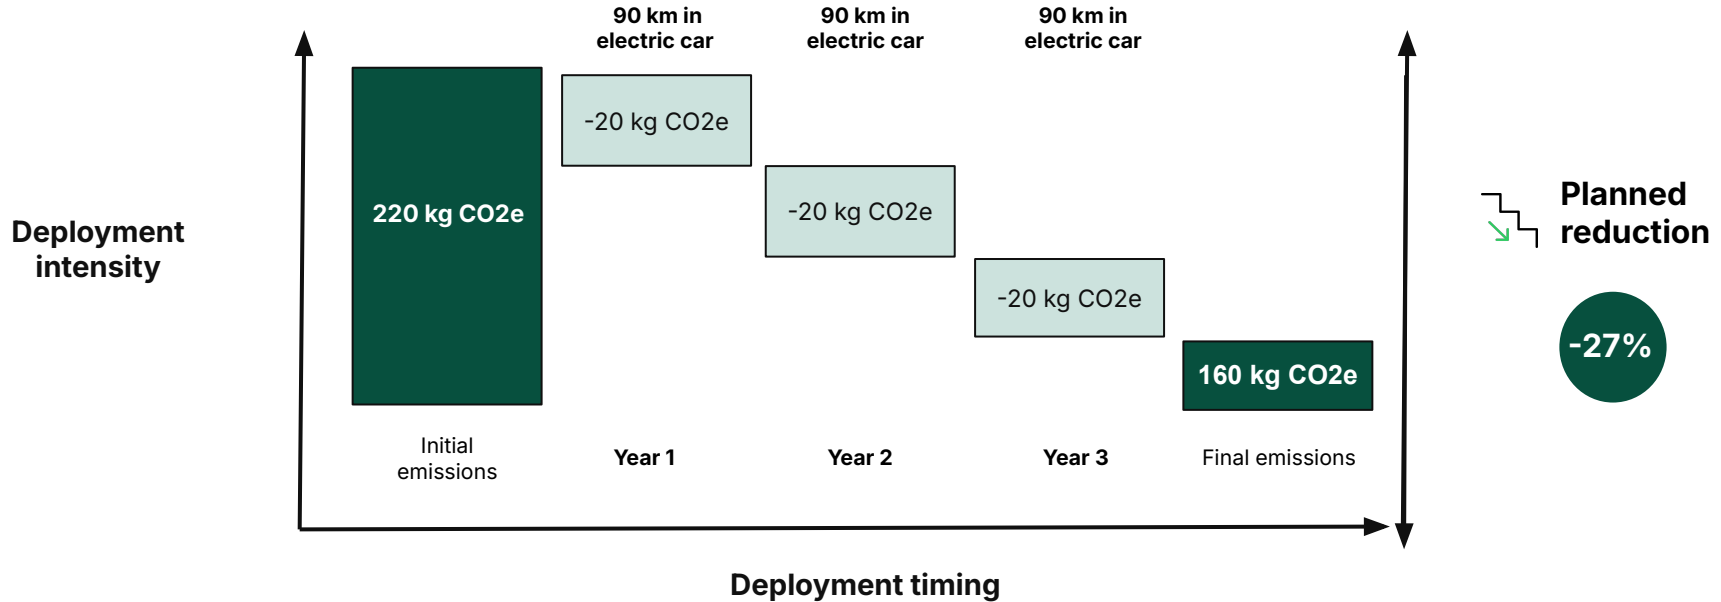 90 km in
electric car
90 km in
electric car
90 km in
electric car
Deployment
intensity
220 kg CO2e
-20 kg CO2e
-20 kg CO2e
-20 kg CO2e
160 kg CO2e
Planned
reduction
-27%
Initial
emissions
Year 1
Year 2
Year 3
Final emissions
Deployment timing